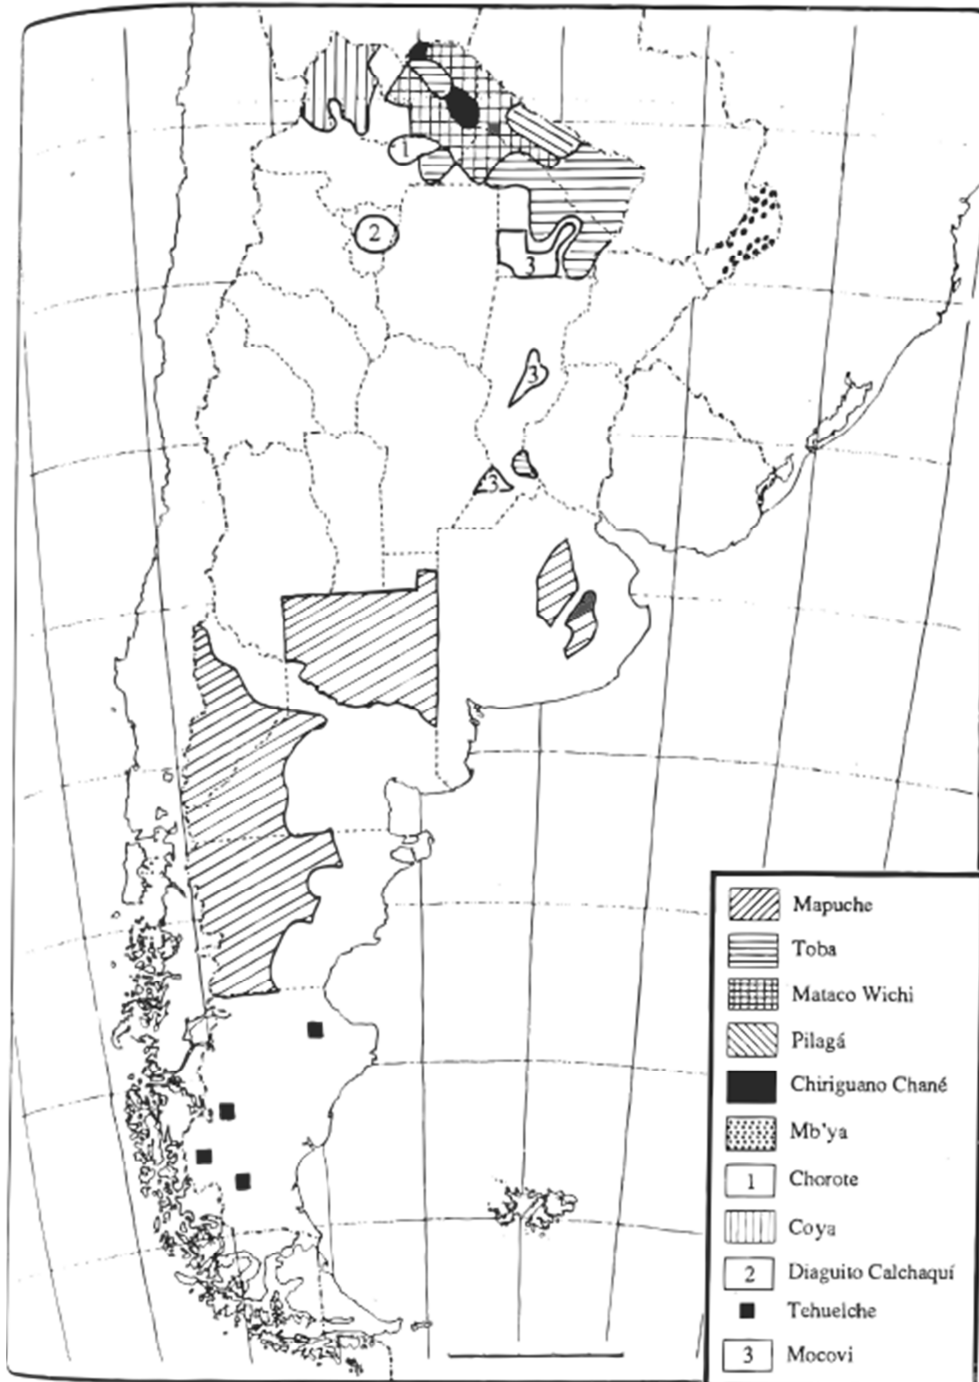 1
2
3
3
3
Mapuche
Toba
Mataco Wichi
Pilagá
Chiriguano Chané
Mb'ya
1 Chorote
Coya
2 Diaguito Calchaquí
Tehuelche
3 Mocovi